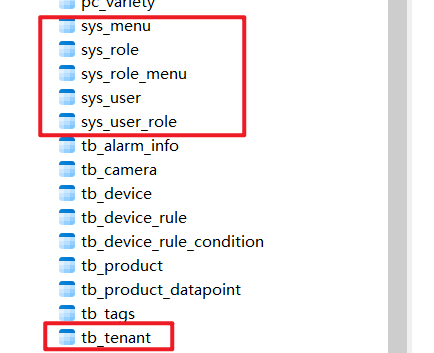 pc_variety
sys_menu
sys_role
sys_role_menu
sys_user
sys_user_role
tb_alarm_info
tb_camera
tb_device
tb_device_rule
tb_device_rule_condition
tb_product
tb_product_datapoint
tb_tags
tb_tenant